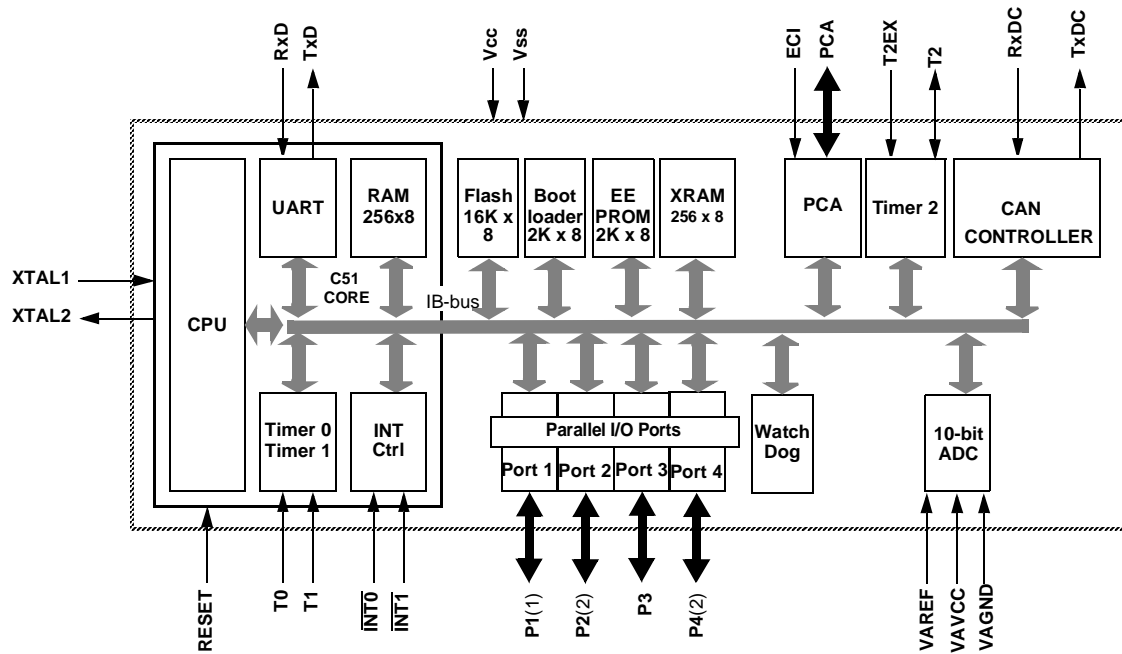 RxD
TxD
Vcc
Vss
ECI
PCA
T2EX
T2
RxDC
TxDC
XTAL1
XTAL2
CPU
UART
RAM
256x8
C51
CORE
IB-bus
Flash
16K x
8
Boot
loader
2K x 8
EE
PROM
2K x 8
XRAM
256 x 8
PCA
Timer 2
CAN
CONTROLLER
Timer 0
Timer 1
INT
Ctrl
Parallel I/O Ports
Port 1
Port 2
Port 3
Port 4
Watch
Dog
10-bit
ADC
RESET
T0
T1
INT0
INT1
P1(1)
P2(2)
P3
P4(2)
VAREF
VAVCC
VAGND